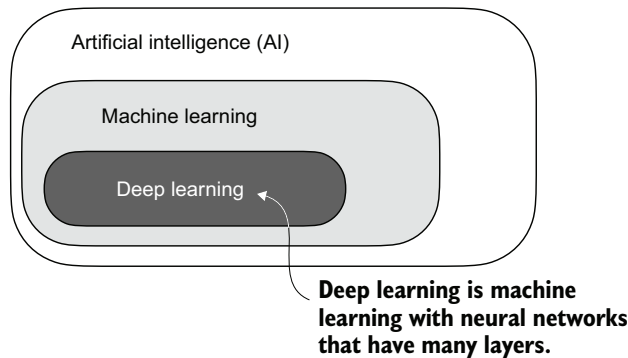 Artificial intelligence (AI)
Machine learning
Deep learning
Deep learning is machine
learning with neural networks
that have many layers.